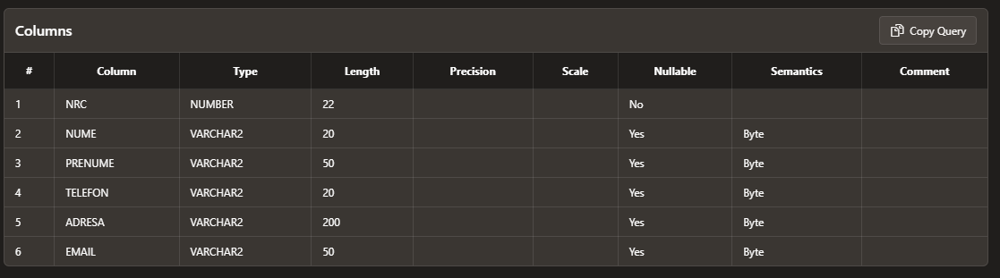 Columns Copy Query
# Column Type Length Precision Scale Nullable Semantics Comment
1 NRC NUMBER 22 No
2 NUME VARCHAR2 20 Yes Byte
3 PRENUME VARCHAR2 50 Yes Byte
4 TELEFON VARCHAR2 20 Yes Byte
5 ADRESA VARCHAR2 200 Yes Byte
6 EMAIL VARCHAR2 50 Yes Byte